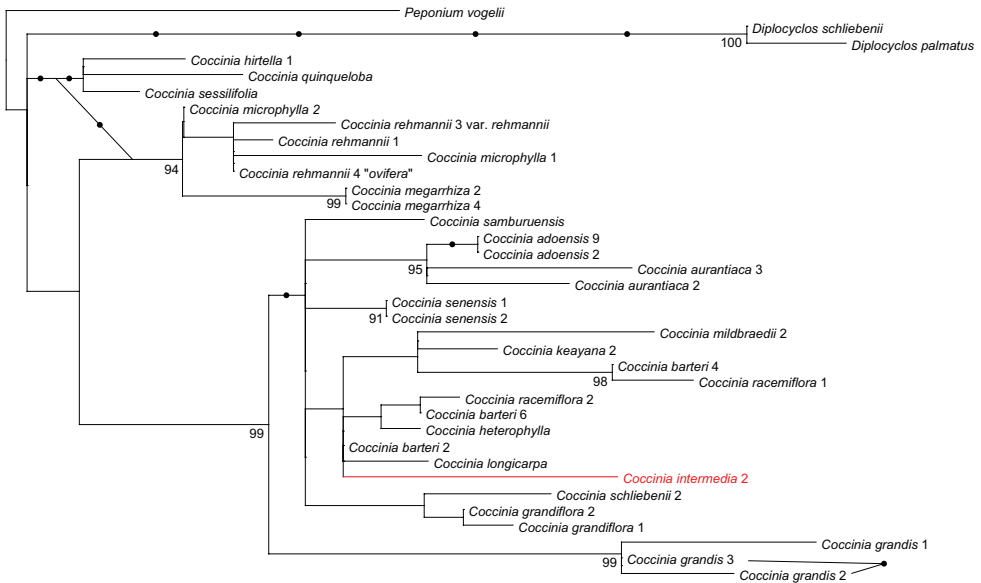 Peponium vogelii
Diplocyclos schliebenii
100
Diplocyclos palmatus
Coccinia hirtella 1
Coccinia quinqueloba
Coccinia sessilifolia
Coccinia microphylla 2
Coccinia rehmannii 3 var. rehmannii
Coccinia rehmannii 1
Coccinia microphylla 1
94
Coccinia rehmannii 4 "ovifera"
Coccinia megarrhiza 2
99
Coccinia megarrhiza 4
Coccinia samburuensis
Coccinia adoensis 9
Coccinia adoensis 2
95
Coccinia aurantiaca 3
Coccinia aurantiaca 2
Coccinia senensis 1
91
Coccinia senensis 2
Coccinia mildbraedii 2
Coccinia keayana 2
Coccinia barteri 4
98
Coccinia racemiflora 1
Coccinia racemiflora 2
Coccinia barteri 6
Coccinia heterophylla
99
Coccinia barteri 2
Coccinia longicarpa
Coccinia intermedia 2
Coccinia schliebenii 2
Coccinia grandiflora 2
Coccinia grandiflora 1
Coccinia grandis 1
99
Coccinia grandis 3
Coccinia grandis 2